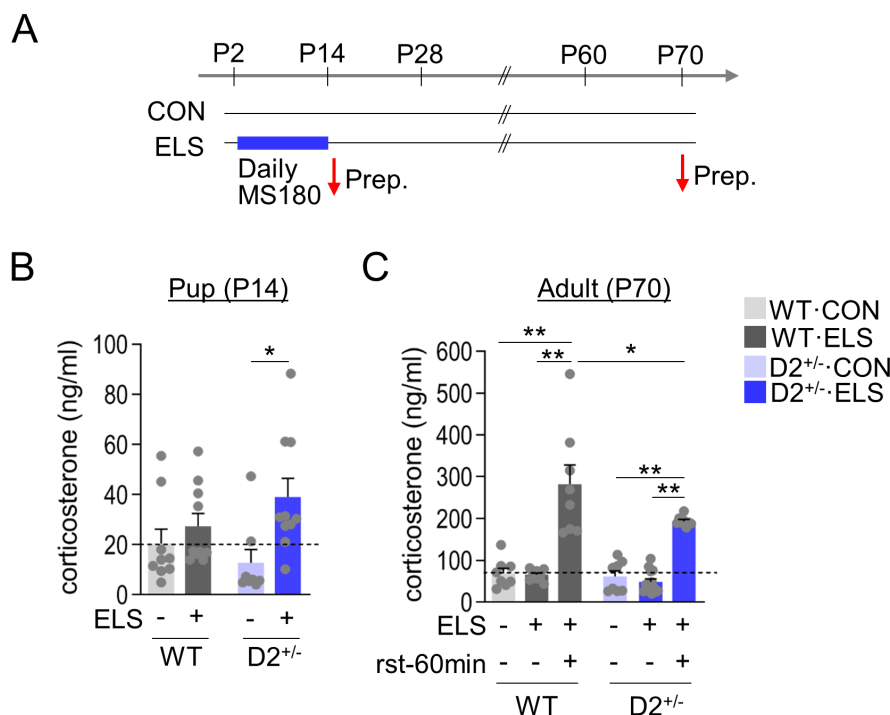 A
P2 P14 P28 P60 P70
CON
ELS
Daily
MS180
Prep.
Prep.
B
Pup (P14)
corticosterone (ng/ml)
100
80
60
40
20
0
*
ELS - + - +
WT D2+/-
C
Adult (P70)
corticosterone (ng/ml)
600
500
400
300
200
100
0
**
**
*
**
**
ELS - + + - + +
rst-60min - - + - - +
WT D2+/-
WT·CON
WT·ELS
D2+/-·CON
D2+/-·ELS